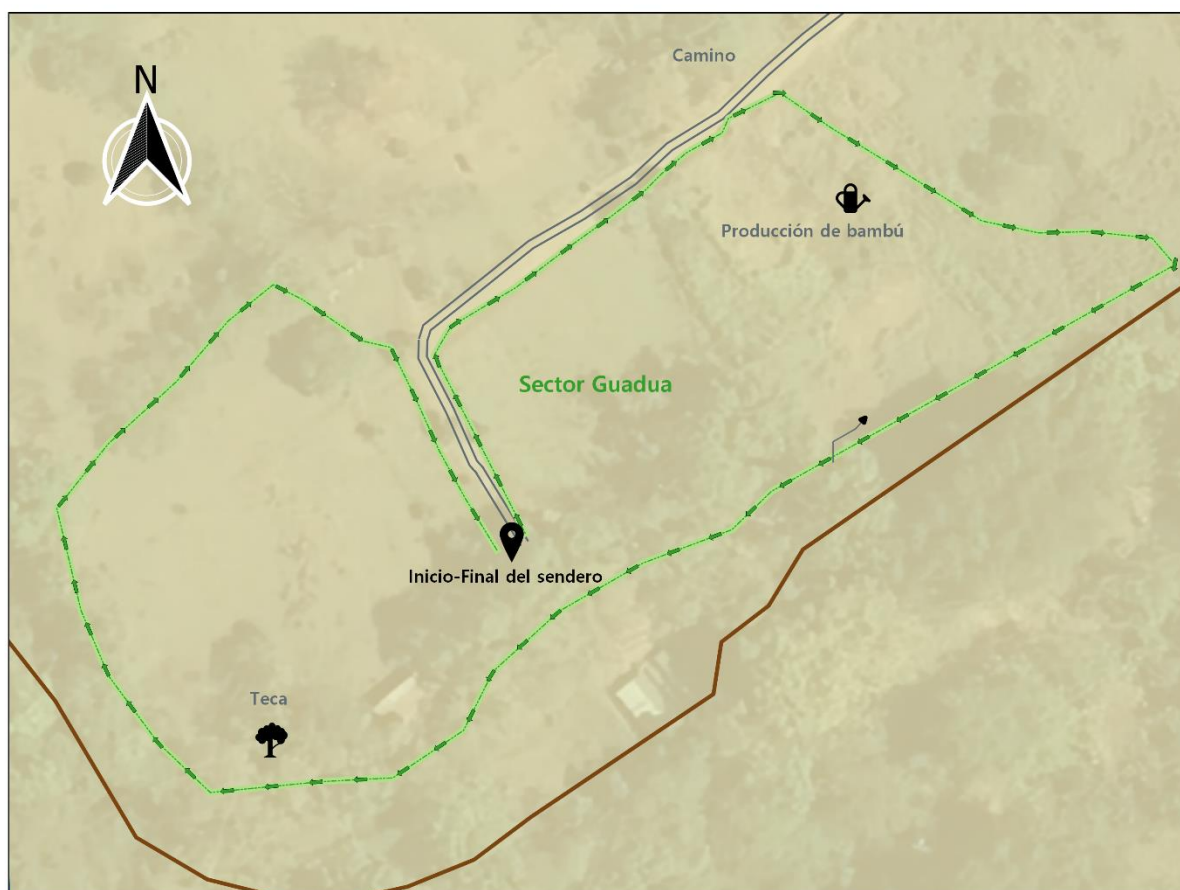 Camino
N
Producción de bambú
Sector Guadua
Inicio-Final del sendero
Teca